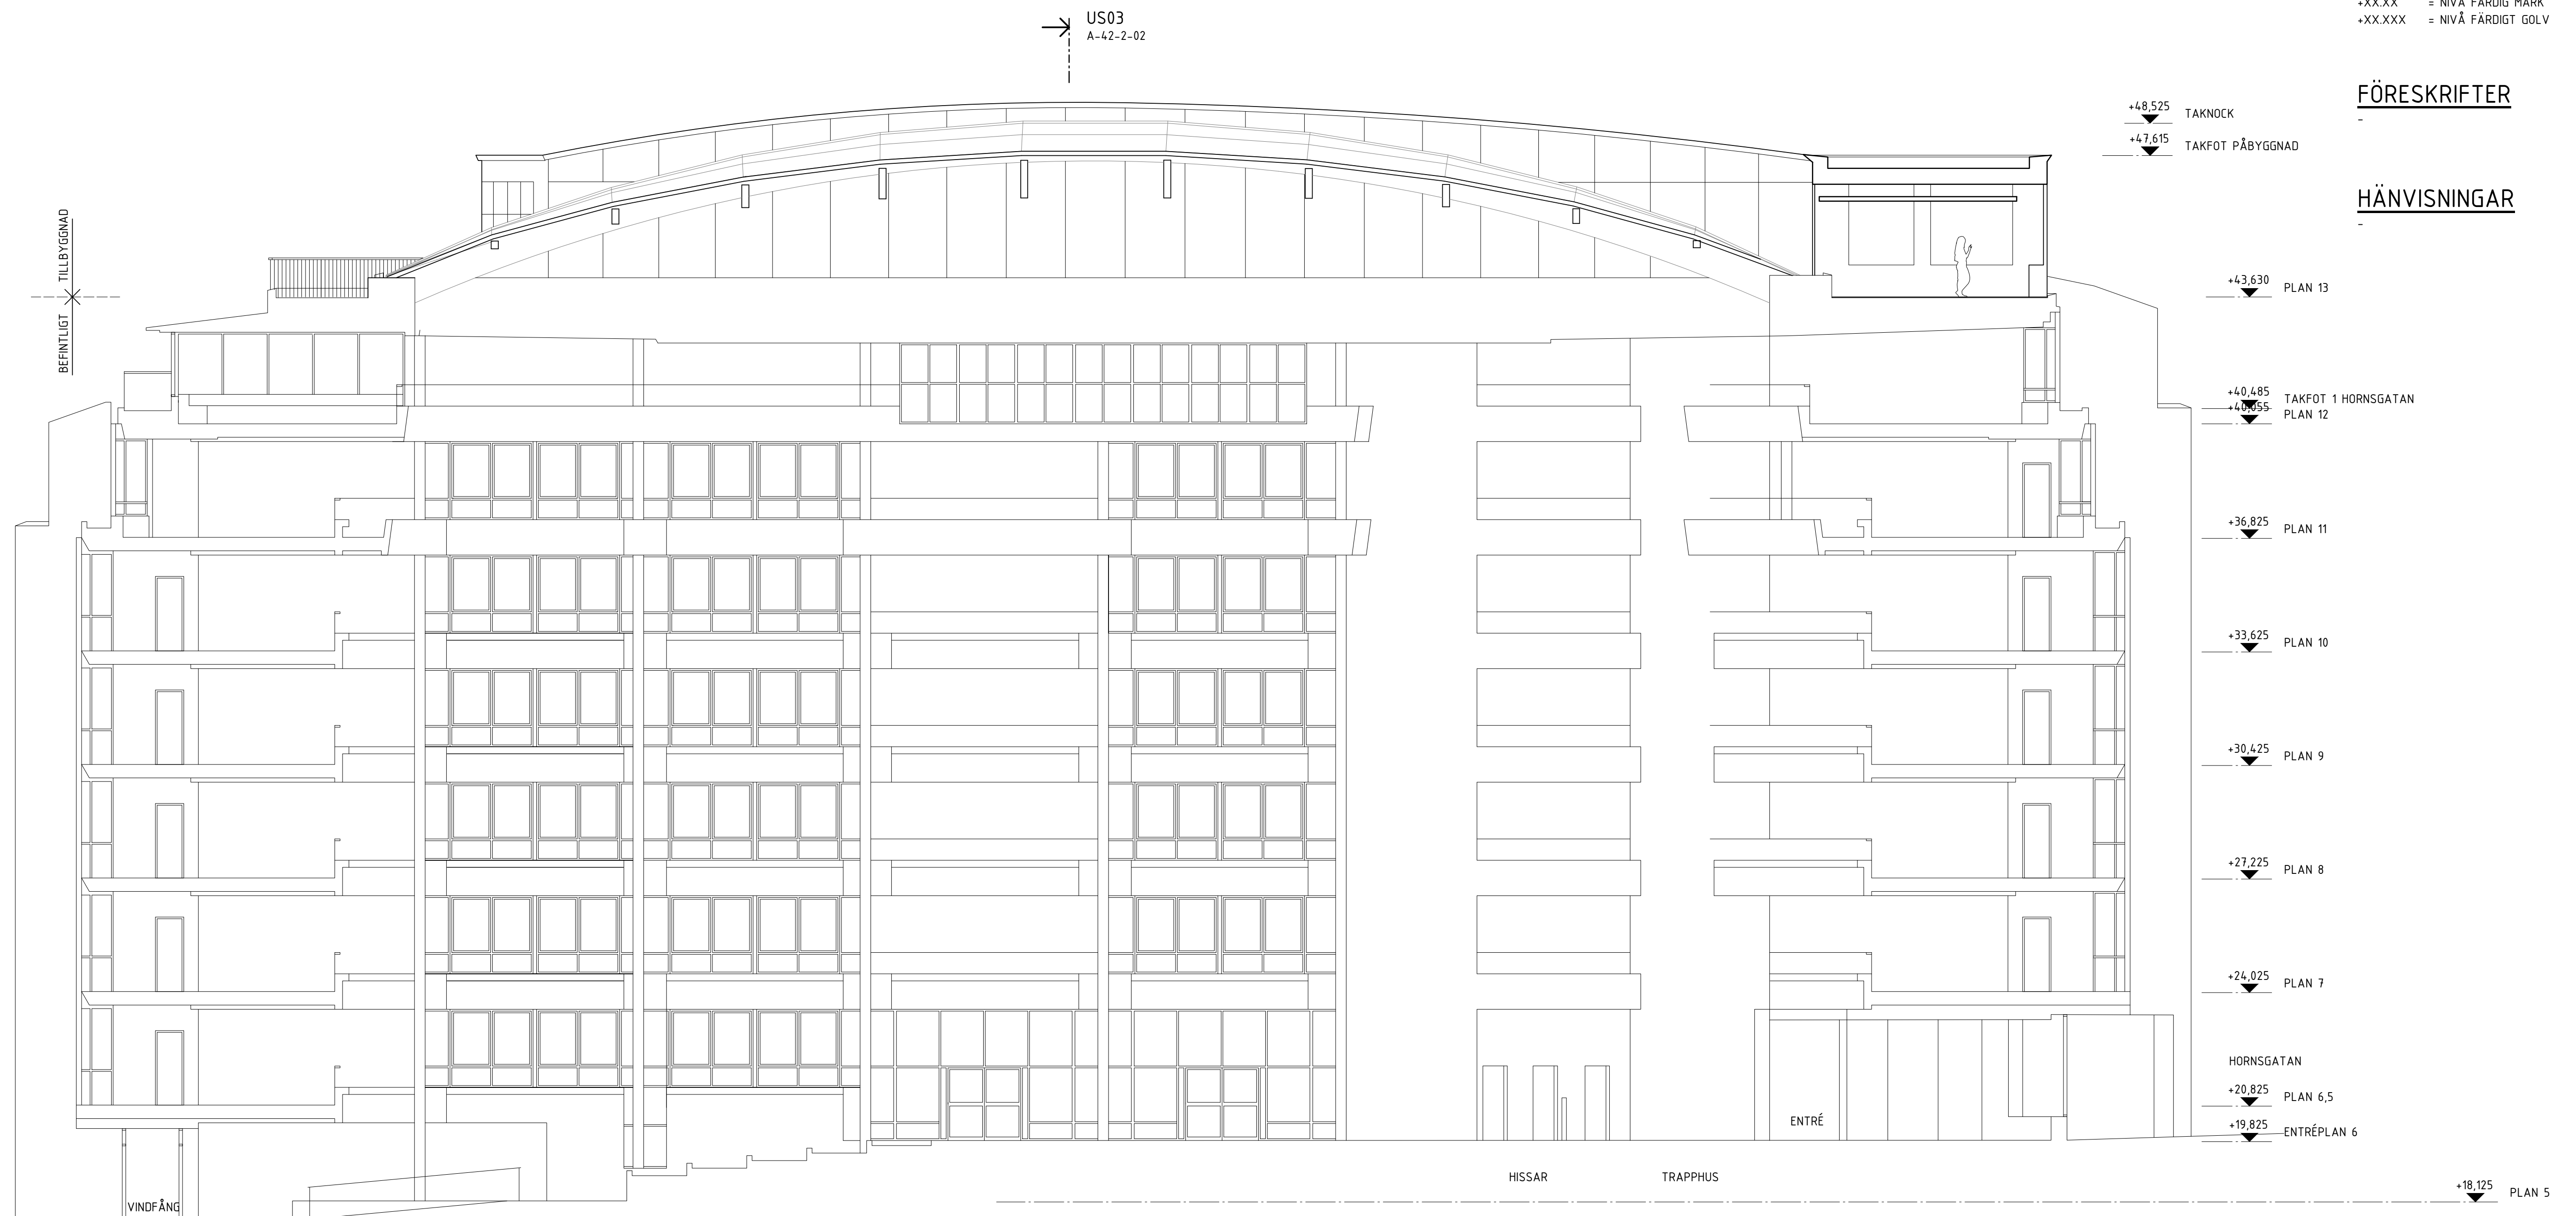 US03
A-42-2-02
+XX.XX = NIVÅ FÄRDIG MARK
+XX.XXX = NIVÅ FÄRDIGT GOLV
FÖRESKRIFTER
-
HÄNVISNINGAR
-
TILLBYGGNAD
BEFINTLIGT
+48,525 TAKNOCK
+47,615 TAKFOT PÅBYGGNAD
+43,630 PLAN 13
+40,485 TAKFOT 1 HORNSGATAN
+40,055 PLAN 12
+36,825 PLAN 11
+33,625 PLAN 10
+30,425 PLAN 9
+27,225 PLAN 8
+24,025 PLAN 7
HORNSGATAN
+20,825 PLAN 6,5
+19,825 ENTRÉPLAN 6
ENTRÉ
HISSAR
TRAPPHUS
+18,125 PLAN 5
VINDFÅNG